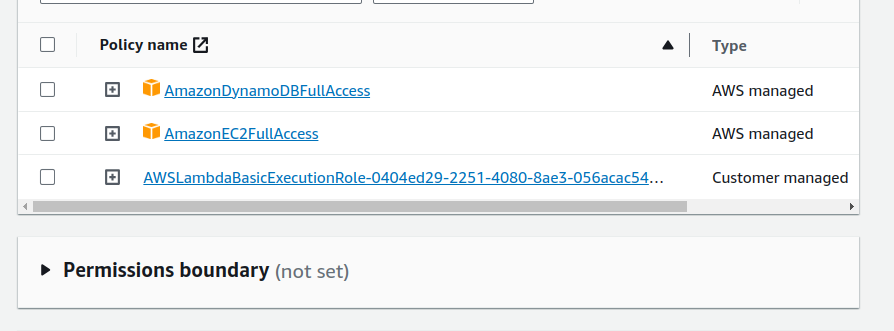 Policy name Type
AmazonDynamoDBFullAccess AWS managed
AmazonEC2FullAccess AWS managed
AWSLambdaBasicExecutionRole-0404ed29-2251-4080-8ae3-056acac54... Customer managed
Permissions boundary (not set)